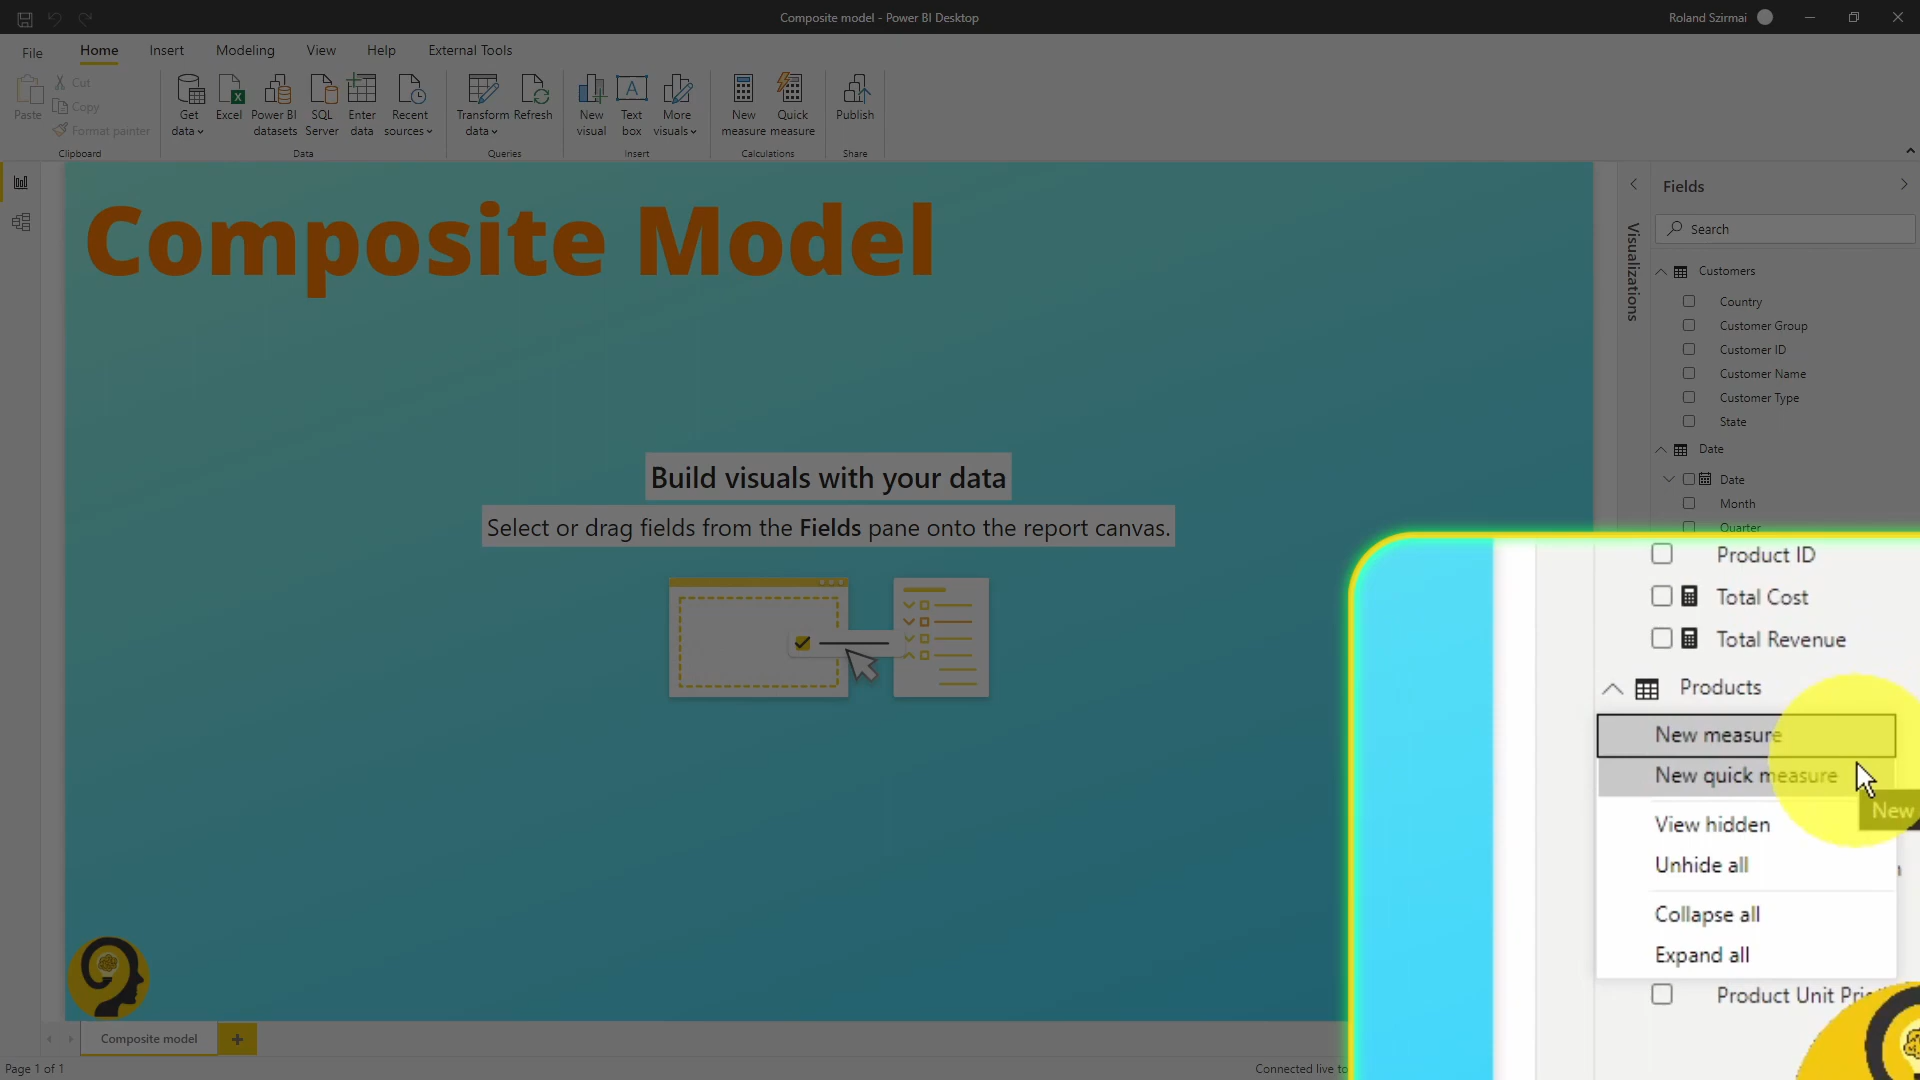 Composite model - Power BI Desktop
Roland Szirmai
File
Home
Insert
Modeling
View
Help
External Tools
Paste
Cut
Copy
Format painter
Clipboard
Get
data
Excel
Power BI
datasets
SQL
Server
Enter
data
Recent
sources
Data
Transform
data
Refresh
Queries
New
visual
Text
box
More
visuals
Insert
New
measure
Quick
measure
Calculations
Publish
Share
Composite Model
Build visuals with your data
Select or drag fields from the Fields pane onto the report canvas.
Visualizations
Fields
Search
Customers
Country
Customer Group
Customer ID
Customer Name
Customer Type
State
Date
Date
Month
Quarter
Product ID
Total Cost
Total Revenue
Products
New measure
New quick measure
New
View hidden
Unhide all
Collapse all
Expand all
Product Unit
Composite model
Page 1 of 1
Connected live to